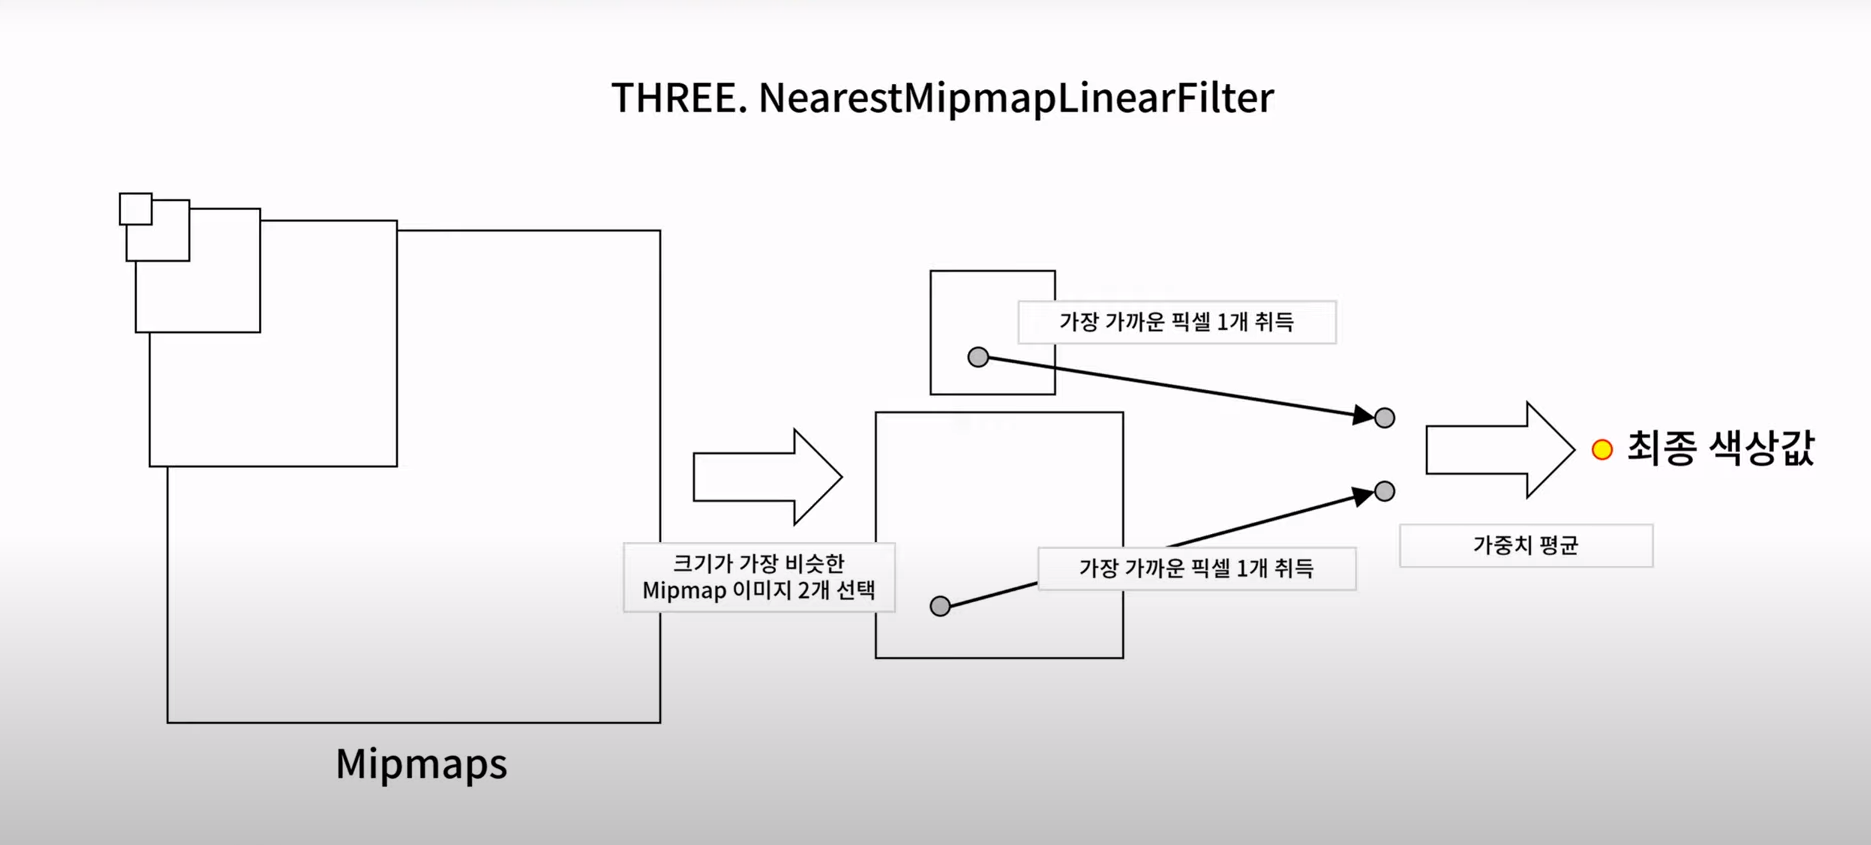 THREE. NearestMipmapLinearFilter
가장 가까운 픽셀 1개 취득
최종 색상값
가중치 평균
크기가 가장 비슷한
Mipmap 이미지 2개 선택
가장 가까운 픽셀 1개 취득
Mipmaps